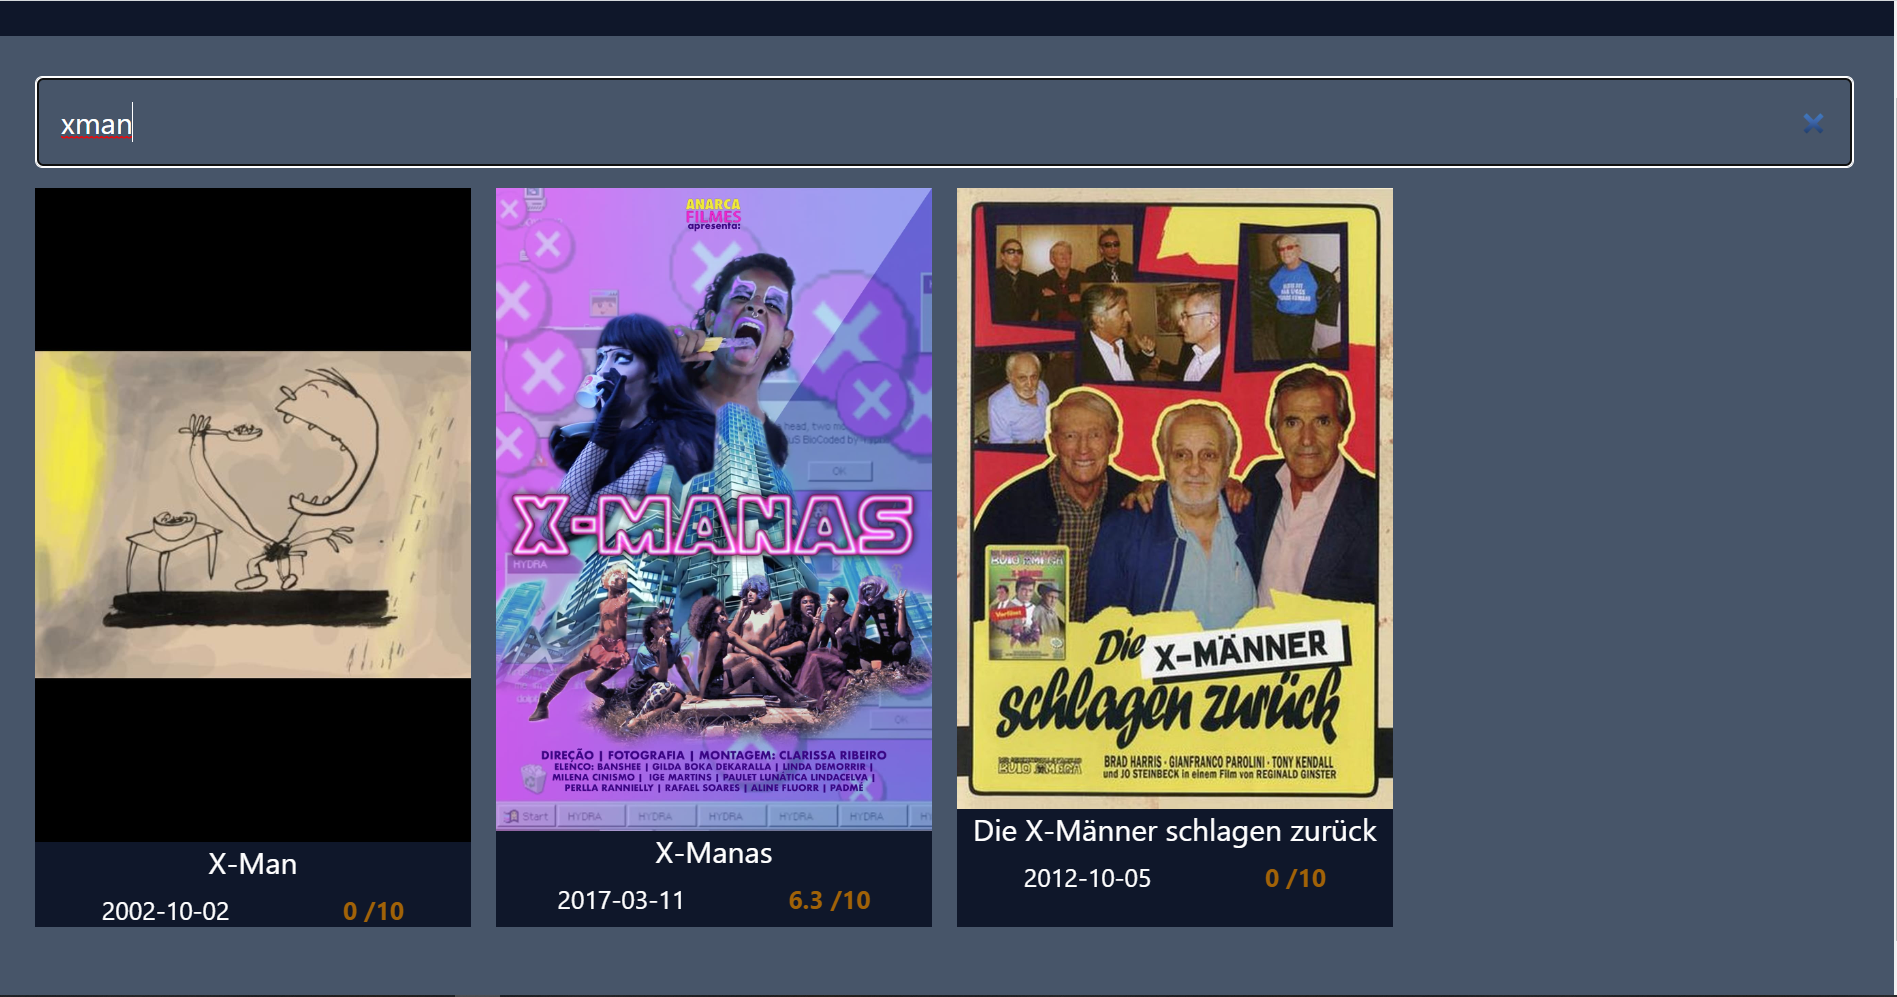 xman
ANARCA
FILMES
apresenta:
OK
X-MANAS
HYDRA
OK
DIREÇÃO | FOTOGRAFIA | MONTAGEM: CLARISSA RIBEIRO
ELENCO: BANSHEE | GILDA BOKA DEKARALLA | LINDA DEMORRIR |
MILENA CINISMO | IGE MARTINS | PAULET LUNÁTICA LINDACELVA |
PERLLA RANNIELLY | RAFAEL SOARES | ALINE FLUORR | PADMÉ
Start HYDRA HYDRA HYDRA HYDRA HYDRA
Die X-MÄNNER
schlagen zurück
BRAD HARRIS · GIANFRANCO PAROLINI · TONY KENDALL
und JO STEINBECK in einem Film von REGINALD GINSTER
X-Man
2002-10-02 0 /10
X-Manas
2017-03-11 6.3 /10
Die X-Männer schlagen zurück
2012-10-05 0 /10